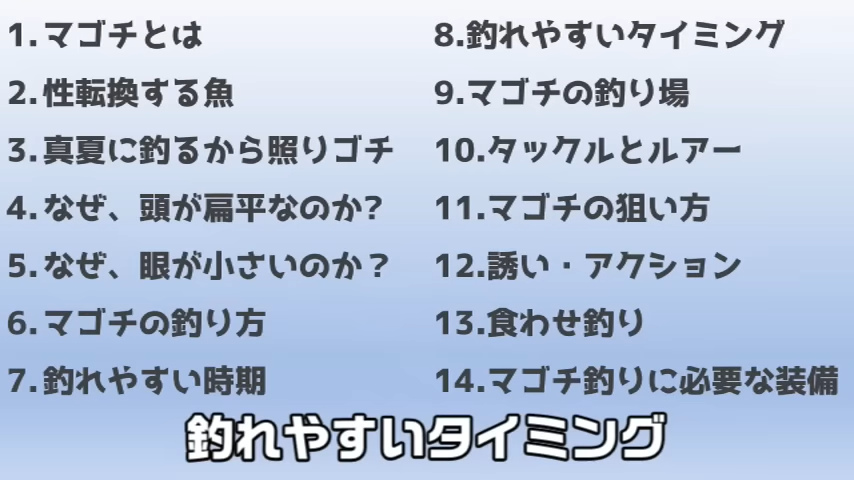 1.マゴチとは
2.性転換する魚
3.真夏に釣るから照りゴチ
4.なぜ、頭が扁平なのか?
5.なぜ、眼が小さいのか？
6.マゴチの釣り方
7.釣れやすい時期
8.釣れやすいタイミング
9.マゴチの釣り場
10.タックルとルアー
11.マゴチの狙い方
12.誘い・アクション
13.食わせ釣り
14.マゴチ釣りに必要な装備
釣れやすいタイミング